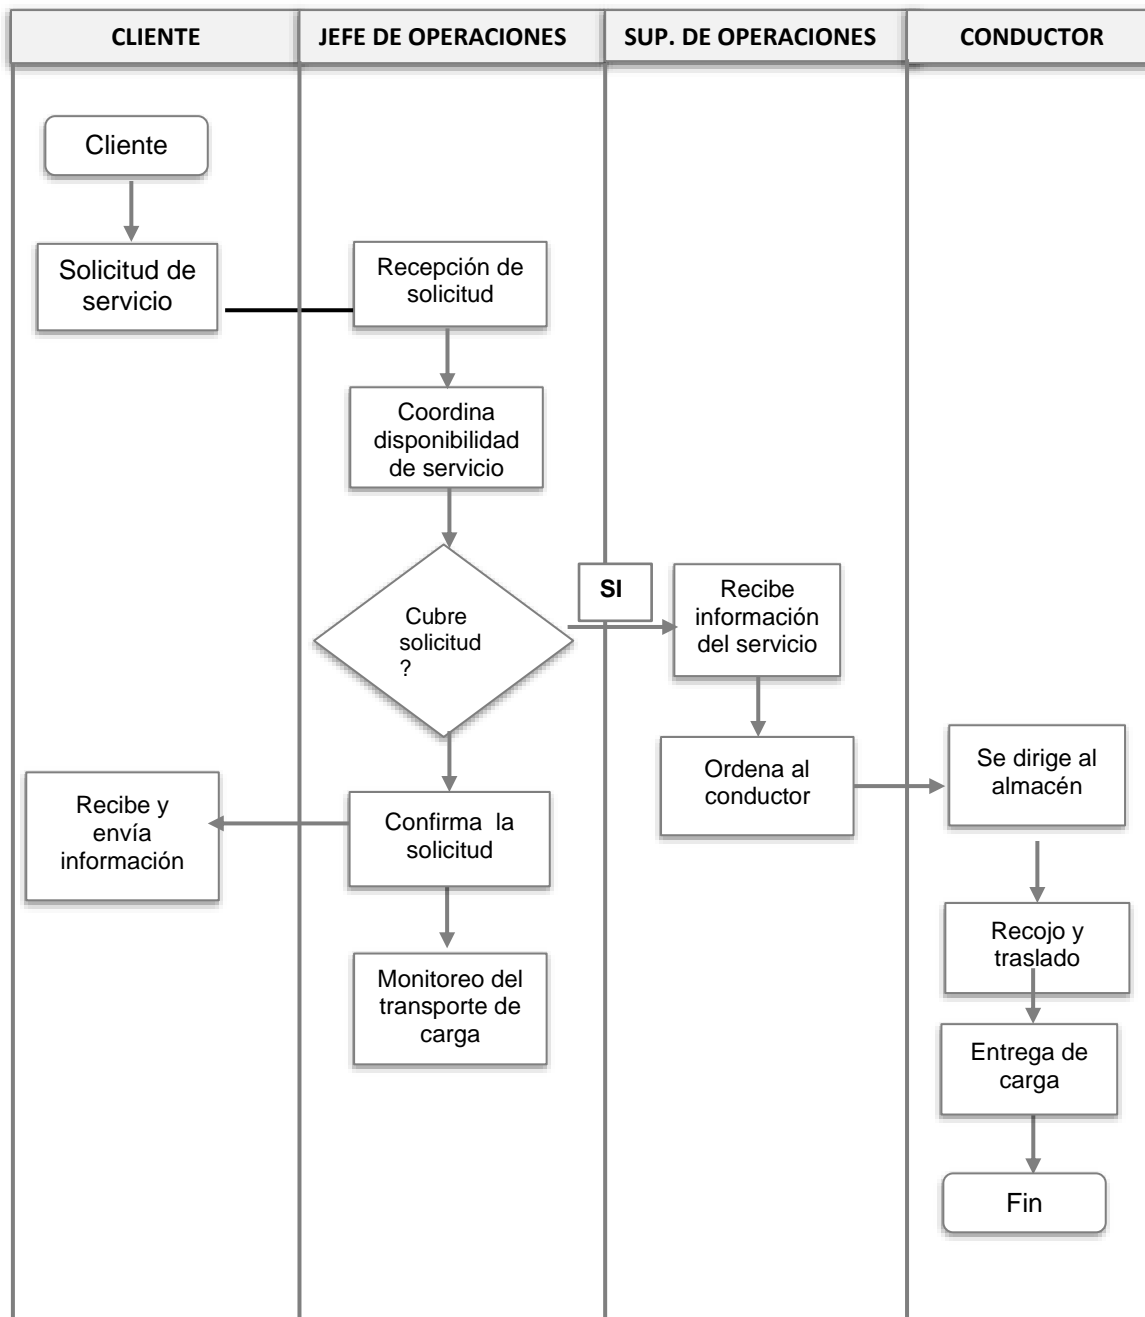 CLIENTE
JEFE DE OPERACIONES
SUP. DE OPERACIONES
CONDUCTOR
Cliente
Solicitud de
servicio
Recepción de
solicitud
Coordina
disponibilidad
de servicio
Cubre
solicitud
?
SI
Recibe
información
del servicio
Ordena al
conductor
Se dirige al
almacén
Recibe y
envía
información
Confirma la
solicitud
Monitoreo del
transporte de
carga
Recojo y
traslado
Entrega de
carga
Fin